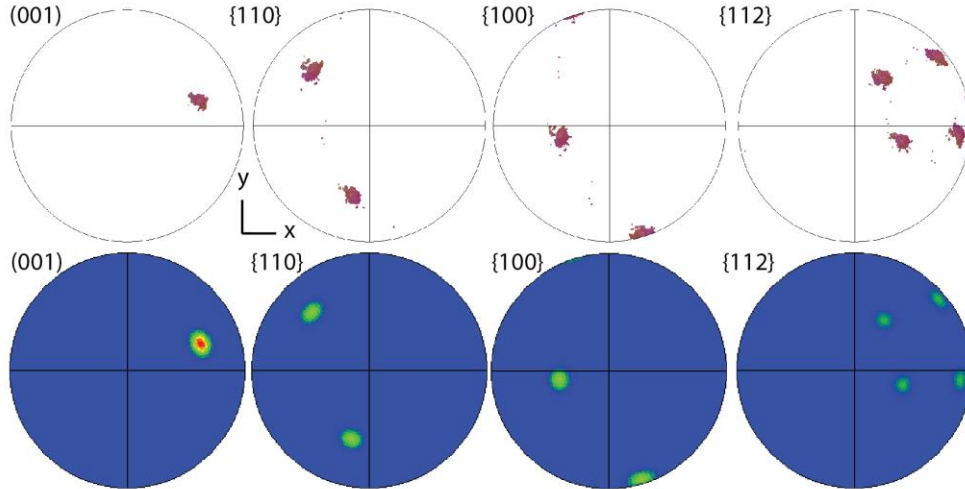 (001) {110} {100} {112}
y
x
(001) {110} {100} {112}